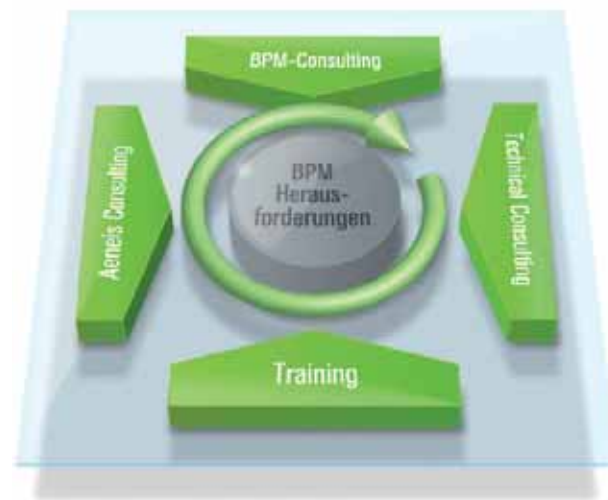 BPM-Consulting
Aeneis Consulting
BPM
Heraus-
forderungen
Technical Consulting
Training